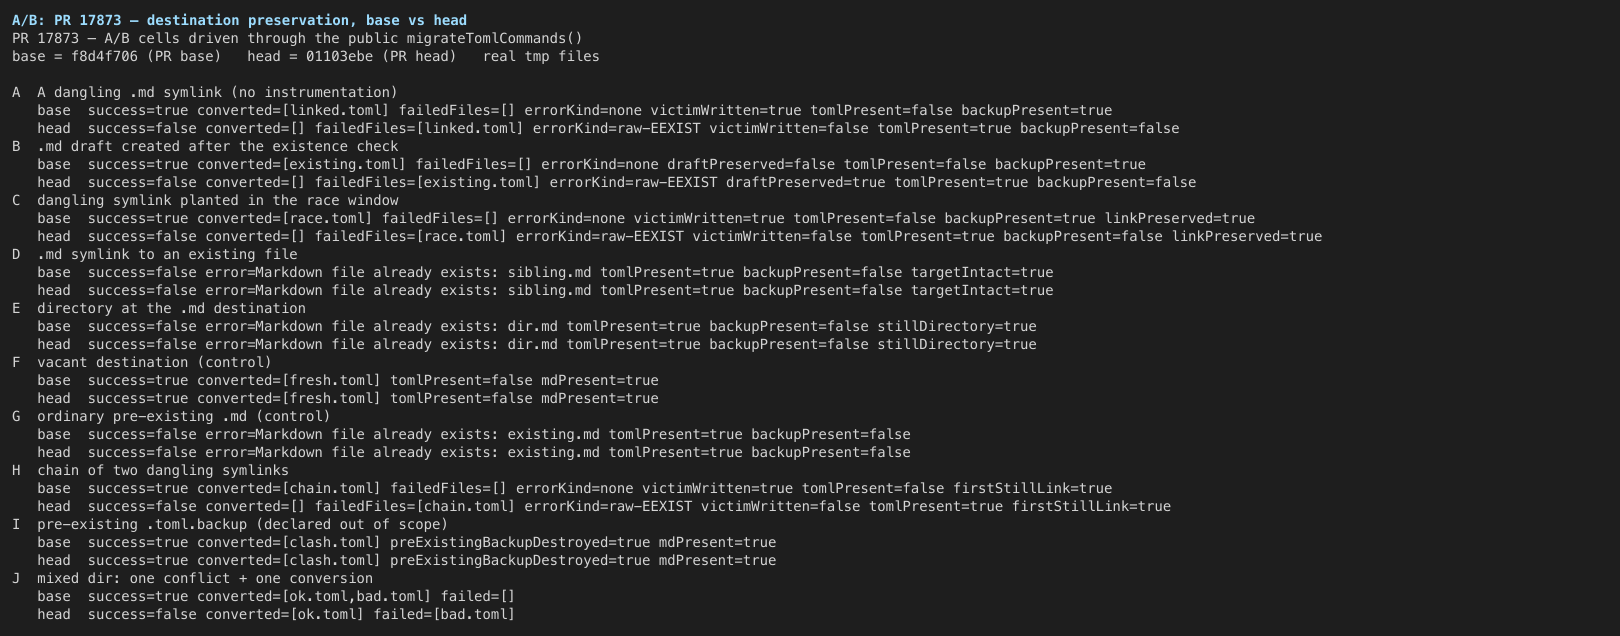 A/B: PR 17873 — destination preservation, base vs head
PR 17873 — A/B cells driven through the public migrateTomlCommands()
base = f8d4f706 (PR base)   head = 01103ebe (PR head)   real tmp files
A  A dangling .md symlink (no instrumentation)
   base  success=true converted=[linked.toml] failedFiles=[] errorKind=none victimWritten=true tomlPresent=false backupPresent=true
   head  success=false converted=[] failedFiles=[linked.toml] errorKind=raw-EEXIST victimWritten=false tomlPresent=true backupPresent=false
B  .md draft created after the existence check
   base  success=true converted=[existing.toml] failedFiles=[] errorKind=none draftPreserved=false tomlPresent=false backupPresent=true
   head  success=false converted=[] failedFiles=[existing.toml] errorKind=raw-EEXIST draftPreserved=true tomlPresent=true backupPresent=false
C  dangling symlink planted in the race window
   base  success=true converted=[race.toml] failedFiles=[] errorKind=none victimWritten=true tomlPresent=false backupPresent=true linkPreserved=true
   head  success=false converted=[] failedFiles=[race.toml] errorKind=raw-EEXIST victimWritten=false tomlPresent=true backupPresent=false linkPreserved=true
D  .md symlink to an existing file
   base  success=false error=Markdown file already exists: sibling.md tomlPresent=true backupPresent=false targetIntact=true
   head  success=false error=Markdown file already exists: sibling.md tomlPresent=true backupPresent=false targetIntact=true
E  directory at the .md destination
   base  success=false error=Markdown file already exists: dir.md tomlPresent=true backupPresent=false stillDirectory=true
   head  success=false error=Markdown file already exists: dir.md tomlPresent=true backupPresent=false stillDirectory=true
F  vacant destination (control)
   base  success=true converted=[fresh.toml] tomlPresent=false mdPresent=true
   head  success=true converted=[fresh.toml] tomlPresent=false mdPresent=true
G  ordinary pre-existing .md (control)
   base  success=false error=Markdown file already exists: existing.md tomlPresent=true backupPresent=false
   head  success=false error=Markdown file already exists: existing.md tomlPresent=true backupPresent=false
H  chain of two dangling symlinks
   base  success=true converted=[chain.toml] failedFiles=[] errorKind=none victimWritten=true tomlPresent=false firstStillLink=true
   head  success=false converted=[] failedFiles=[chain.toml] errorKind=raw-EEXIST victimWritten=false tomlPresent=true firstStillLink=true
I  pre-existing .toml.backup (declared out of scope)
   base  success=true converted=[clash.toml] preExistingBackupDestroyed=true mdPresent=true
   head  success=true converted=[clash.toml] preExistingBackupDestroyed=true mdPresent=true
J  mixed dir: one conflict + one conversion
   base  success=true converted=[ok.toml,bad.toml] failed=[]
   head  success=false converted=[ok.toml] failed=[bad.toml]